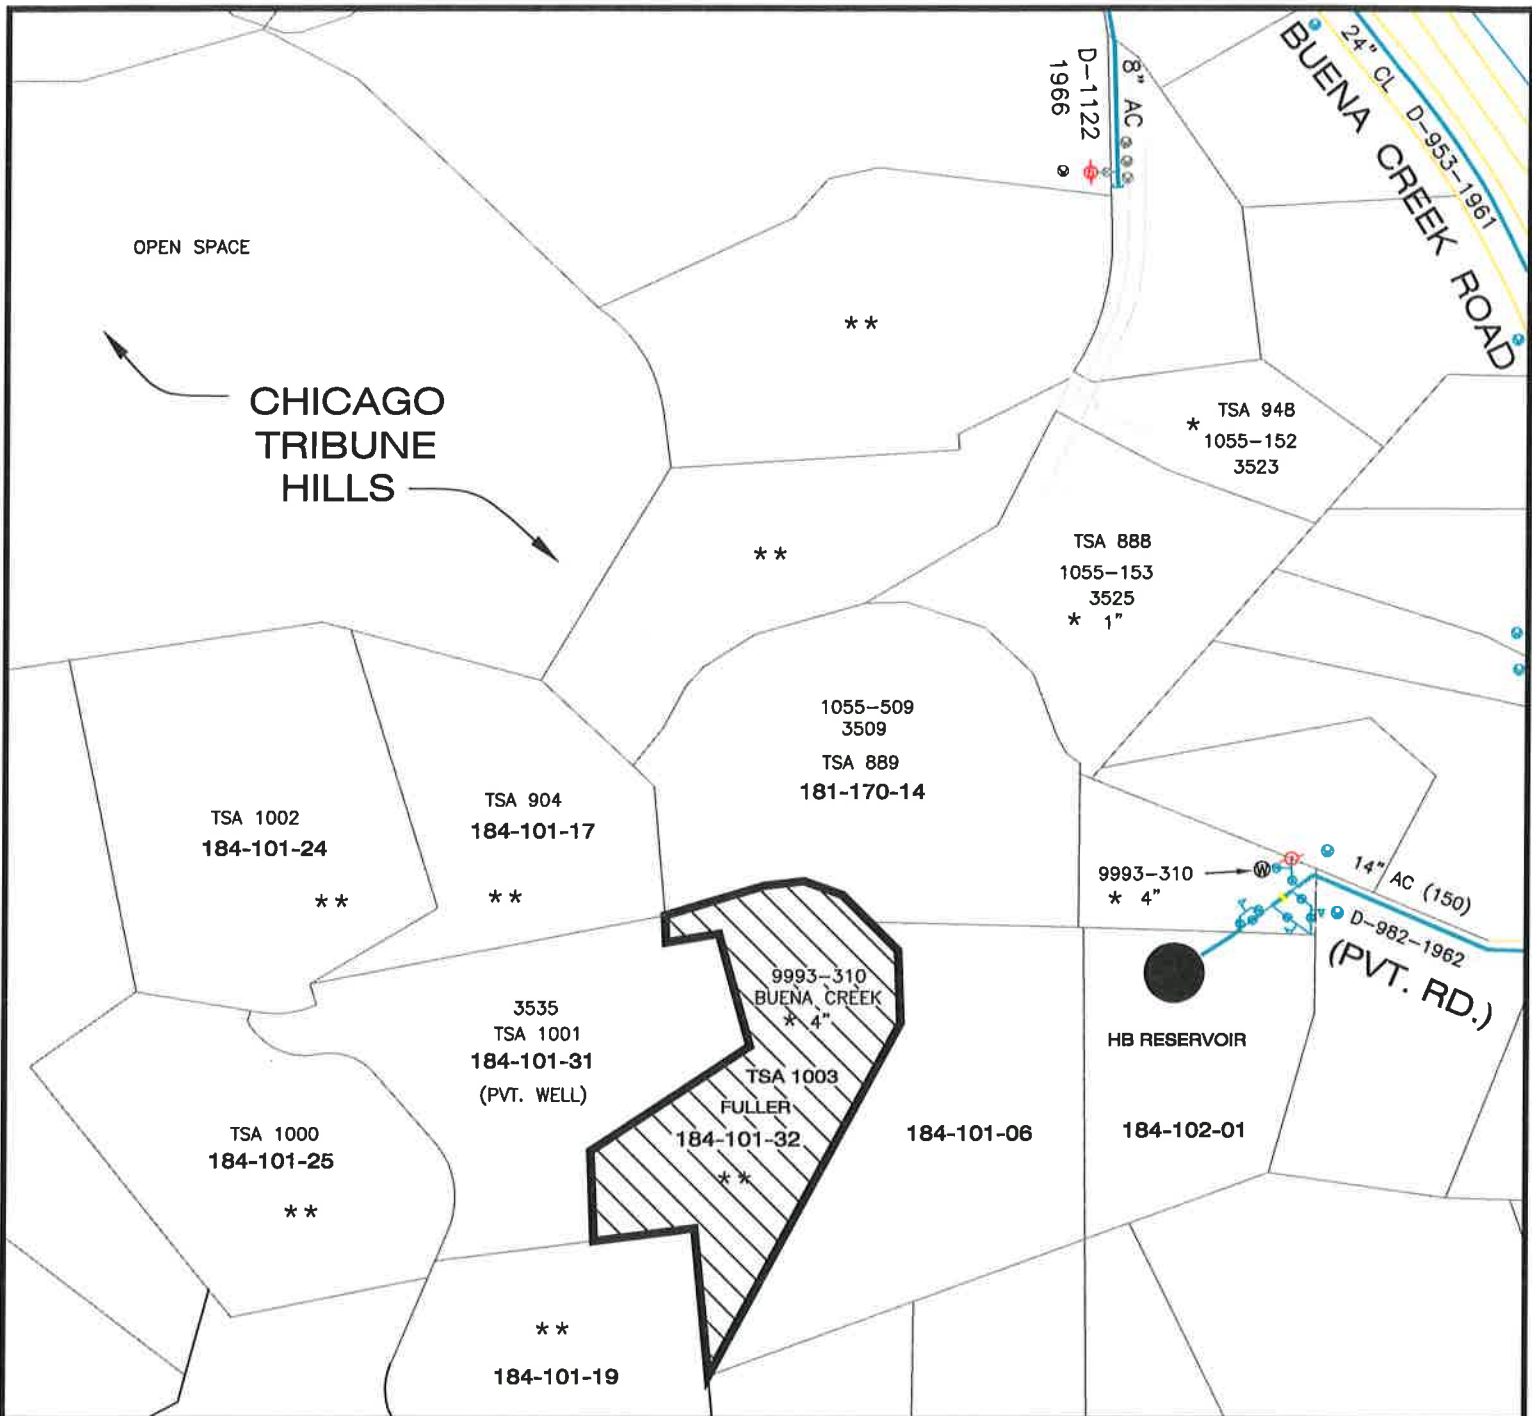 8" AC
D-1122
1966
24" CL D-953-1961
BUENA CREEK ROAD
OPEN SPACE
**
CHICAGO
TRIBUNE
HILLS
TSA 948
* 1055-152
3523
**
TSA 888
1055-153
3525
* 1"
1055-509
3509
TSA 889
181-170-14
TSA 904
184-101-17
**
TSA 1002
184-101-24
**
9993-310
* 4"
W
14" AC (150)
D-982-1962
(PVT. RD.)
9993-310
BUENA CREEK
* 4"
TSA 1003
FULLER
184-101-32
**
3535
TSA 1001
184-101-31
(PVT. WELL)
HB RESERVOIR
184-102-01
184-101-06
TSA 1000
184-101-25
**
**
184-101-19